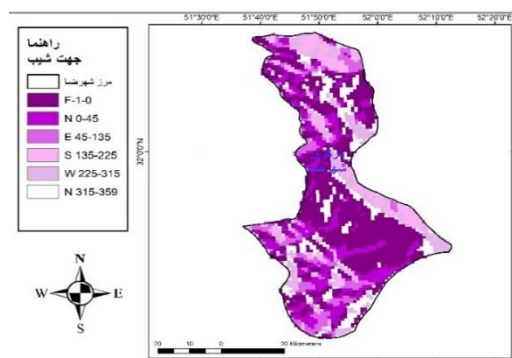 51°30'0"E 51°40'0"E 51°50'0"E 52°0'0"E 52°10'0"E 52°20'0"E
راهنما
جهت شیب
مرز شهرضا
F-1-0
N 0-45
E 45-135
S 135-225
W 225-315
N 315-359
32°0'0"N
N
W E
S
20 10 0 20 Kilometers